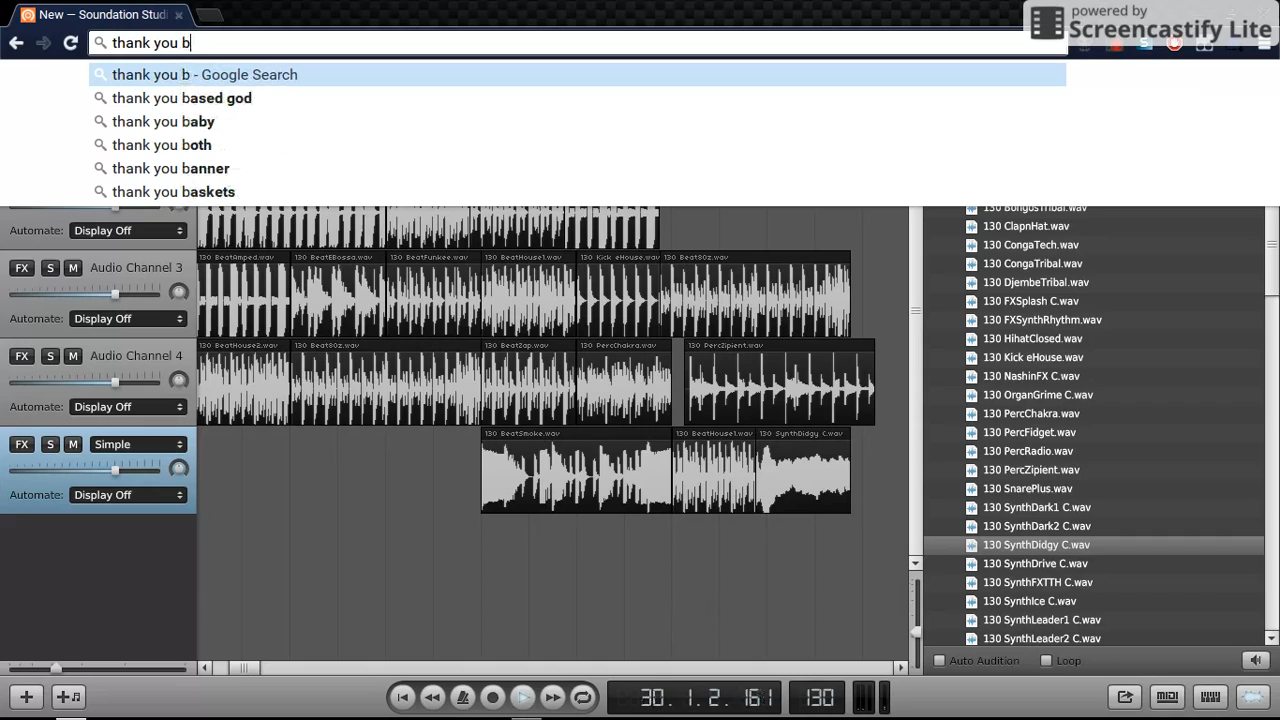 New — Soundation Studi
powered by
Screencastify Lite
thank you b
thank you b - Google Search
thank you based god
thank you baby
thank you both
thank you banner
thank you baskets
Automate: Display Off
130 BeatAmped.wav
130 BeatEBossa.wav
130 BeatFunkee.wav
130 BeatHouse1.wav
130 Kick eHouse.wav
130 Beat80z.wav
FX S M Audio Channel 3
Automate: Display Off
130 BeatHouse2.wav
130 Beat80z.wav
130 BeatZap.wav
130 PercChakra.wav
130 PercZipient.wav
FX S M Audio Channel 4
Automate: Display Off
130 BeatSmoke.wav
130 BeatHouse1.wav
130 SynthDidgy C.wav
FX S M Simple
Automate: Display Off
130 BongosTribal.wav
130 ClapnHat.wav
130 CongaTech.wav
130 CongaTribal.wav
130 DjembeTribal.wav
130 FXSplash C.wav
130 FXSynthRhythm.wav
130 HihatClosed.wav
130 Kick eHouse.wav
130 NashinFX C.wav
130 OrganGrime C.wav
130 PercChakra.wav
130 PercFidget.wav
130 PercRadio.wav
130 PercZipient.wav
130 SnarePlus.wav
130 SynthDark1 C.wav
130 SynthDark2 C.wav
130 SynthDidgy C.wav
130 SynthDrive C.wav
130 SynthFXTTH C.wav
130 SynthIce C.wav
130 SynthLeader1 C.wav
130 SynthLeader2 C.wav
Auto Audition Loop
30. 1. 2. 161
130
MIDI